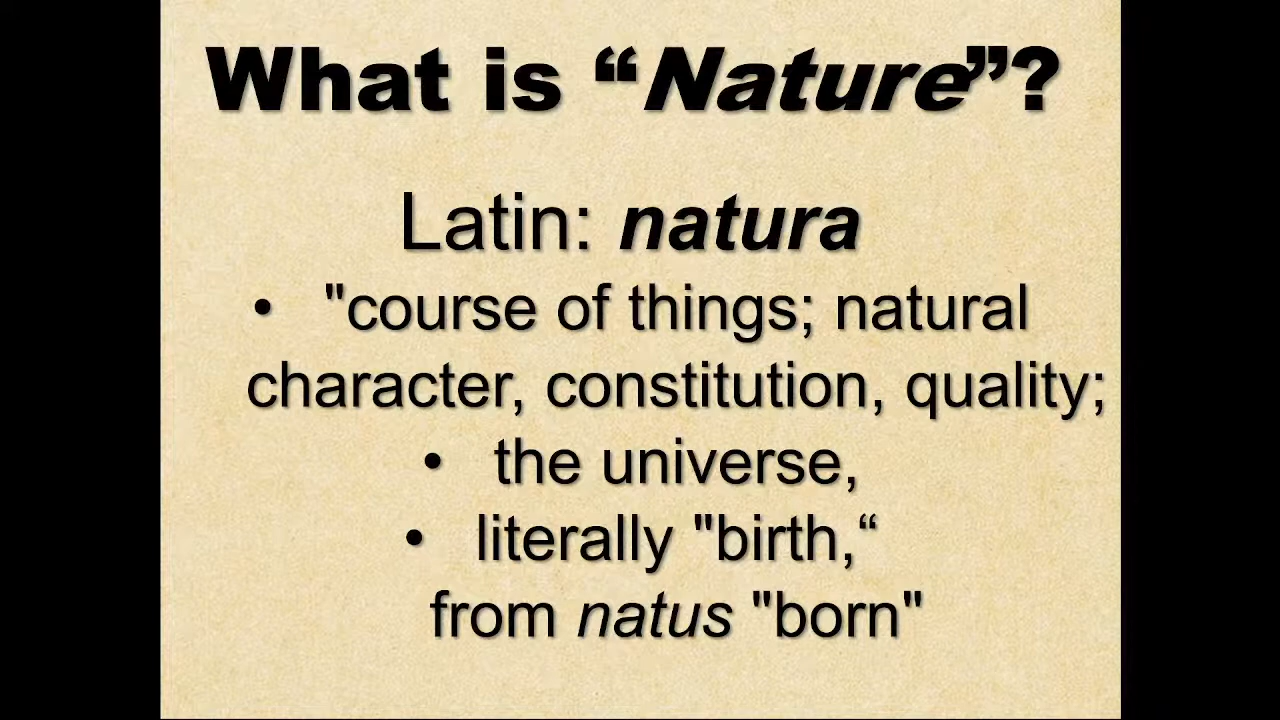 What is “Nature”?
Latin: natura
• "course of things; natural
character, constitution, quality;
• the universe,
• literally "birth,“
from natus "born"